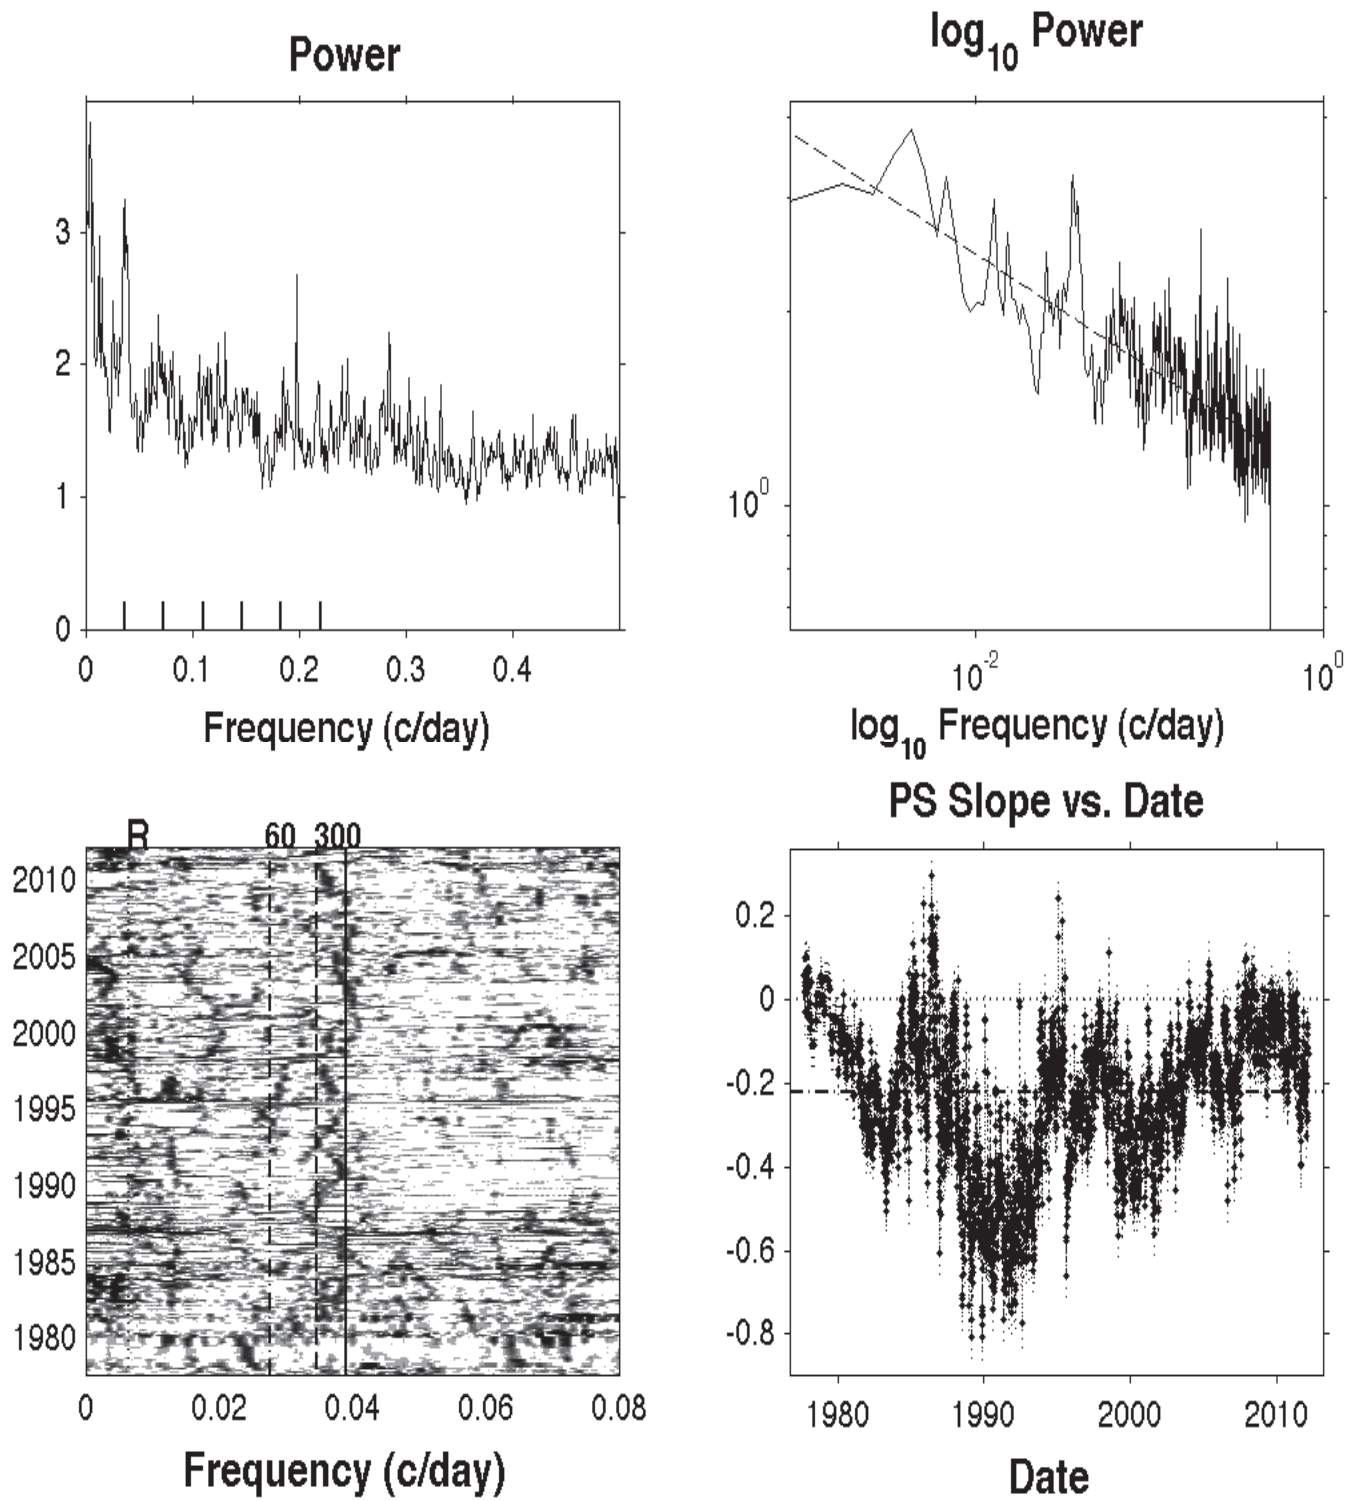 Power
3
2
1
0
0 0.1 0.2 0.3 0.4
Frequency (c/day)
log10 Power
10^0
10^-2 10^0
log10 Frequency (c/day)
R 60 300
2010
2005
2000
1995
1990
1985
1980
0 0.02 0.04 0.06 0.08
Frequency (c/day)
PS Slope vs. Date
0.2
0
-0.2
-0.4
-0.6
-0.8
1980 1990 2000 2010
Date